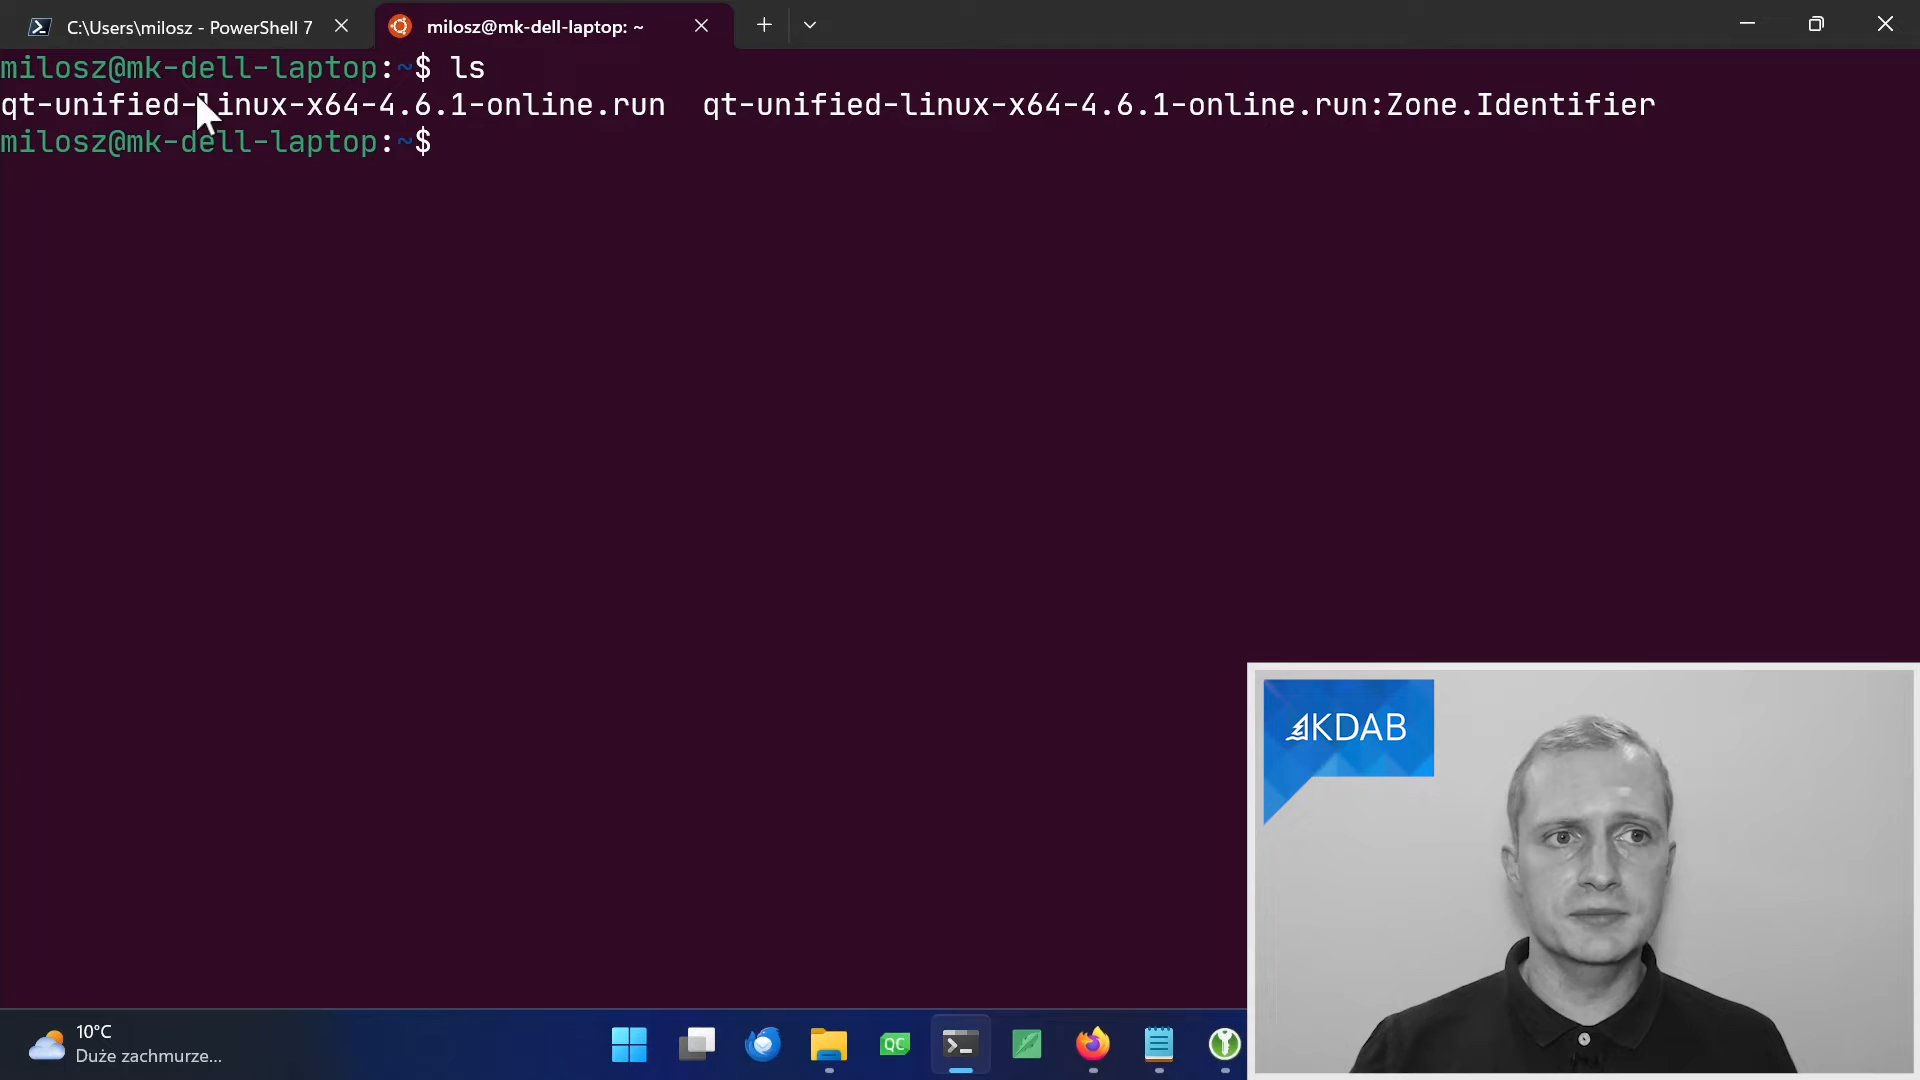 C:\Users\milosz - PowerShell 7
milosz@mk-dell-laptop: ~
milosz@mk-dell-laptop:~$ ls
qt-unified-linux-x64-4.6.1-online.run  qt-unified-linux-x64-4.6.1-online.run:Zone.Identifier
milosz@mk-dell-laptop:~$
KDAB
10°C
Duże zachmurze...
QC